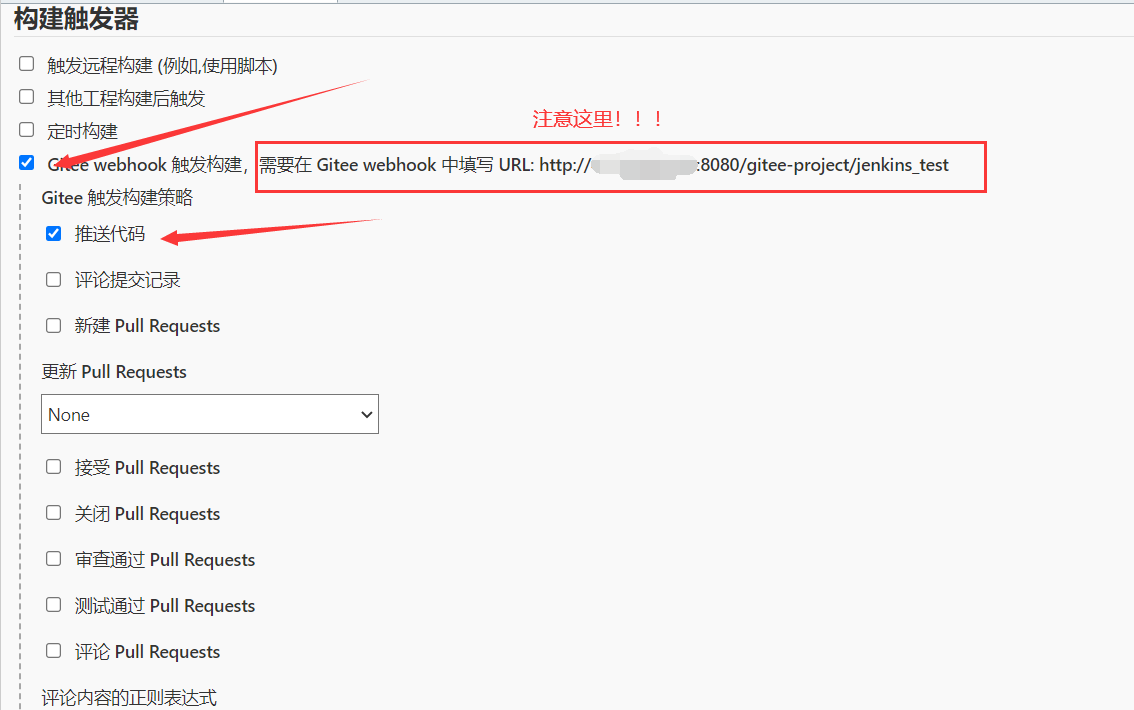 构建触发器
触发远程构建 (例如,使用脚本)
其他工程构建后触发
注意这里！！！
定时构建
Gitee webhook 触发构建，需要在 Gitee webhook 中填写 URL: http:// :8080/gitee-project/jenkins_test
Gitee 触发构建策略
推送代码
评论提交记录
新建 Pull Requests
更新 Pull Requests
None
接受 Pull Requests
关闭 Pull Requests
审查通过 Pull Requests
测试通过 Pull Requests
评论 Pull Requests
评论内容的正则表达式